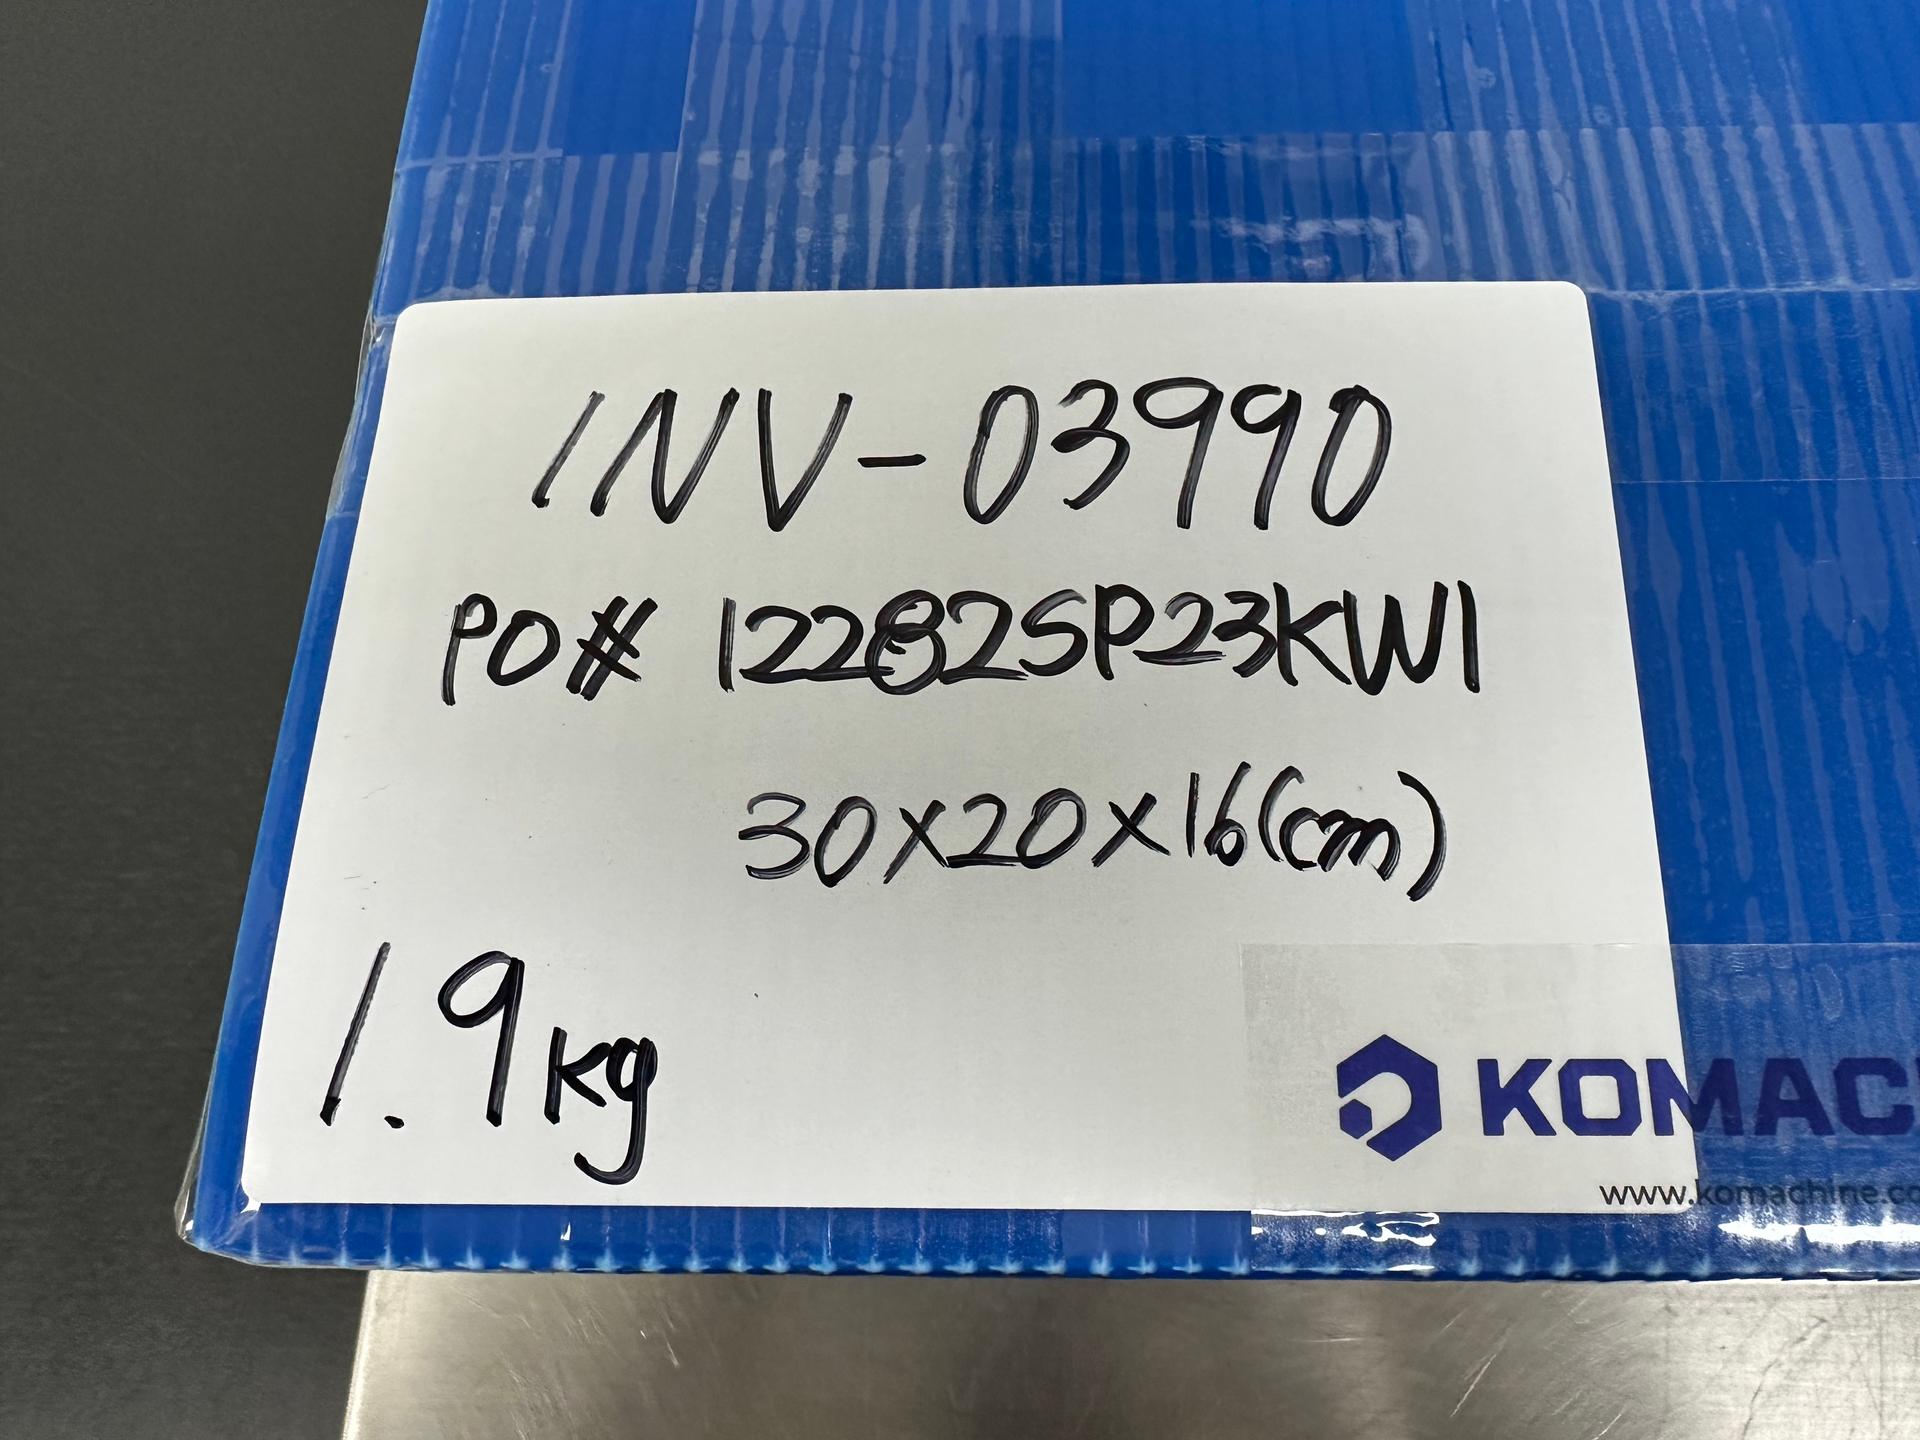 INV-03990
PO# 12282SP23KW1
30x20x16(cm)
1.9kg
KOMAC
www.komachine.co